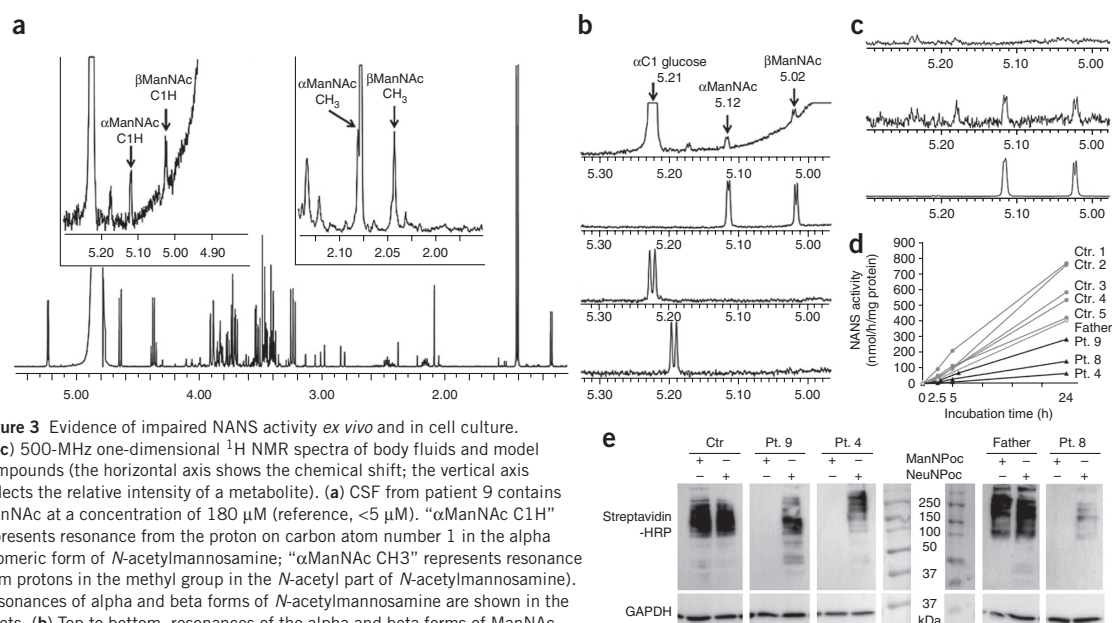 a
βManNAc
C1H
αManNAc
C1H
5.20 5.10 5.00 4.90
αManNAc
CH3
βManNAc
CH3
2.10 2.00
5.00 4.00 3.00 2.00
b
αC1 glucose
5.21
αManNAc
5.12
βManNAc
5.02
5.30 5.20 5.10 5.00
5.30 5.20 5.10 5.00
5.30 5.20 5.10 5.00
5.30 5.20 5.10 5.00
c
5.20 5.10 5.00
5.20 5.10 5.00
5.20 5.10 5.00
d
NANS activity
(nmol/h/mg protein)
900
800
700
600
500
400
300
200
100
0
0 2.5 5 24
Incubation time (h)
Ctr. 1
Ctr. 2
Ctr. 3
Ctr. 4
Ctr. 5
Father
Pt. 9
Pt. 8
Pt. 4
gure 3 Evidence of impaired NANS activity ex vivo and in cell culture.
c) 500-MHz one-dimensional 1H NMR spectra of body fluids and model
mpounds (the horizontal axis shows the chemical shift; the vertical axis
lects the relative intensity of a metabolite). (a) CSF from patient 9 contains
nNAc at a concentration of 180 µM (reference, <5 µM). “αManNAc C1H”
presents resonance from the proton on carbon atom number 1 in the alpha
omeric form of N-acetylmannosamine; “αManNAc CH3” represents resonance
m protons in the methyl group in the N-acetyl part of N-acetylmannosamine).
sonances of alpha and beta forms of N-acetylmannosamine are shown in the
ets. (b) Top to bottom, resonances of the alpha and beta forms of ManNAc
e
Ctr Pt. 9 Pt. 4 Father Pt. 8
+ − + − + − ManNPoc + − + −
− + − + − + NeuNPoc − + − +
Streptavidin
-HRP
250
150
100
50
37
GAPDH
37
kDa